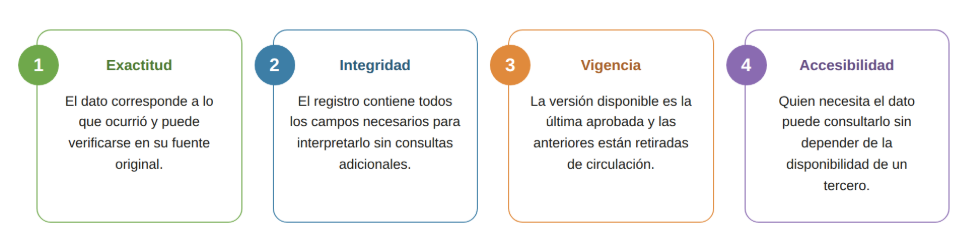 1
Exactitud
El dato corresponde a lo
que ocurrió y puede
verificarse en su fuente
original.
2
Integridad
El registro contiene todos
los campos necesarios para
interpretarlo sin consultas
adicionales.
3
Vigencia
La versión disponible es la
última aprobada y las
anteriores están retiradas
de circulación.
4
Accesibilidad
Quien necesita el dato
puede consultarlo sin
depender de la
disponibilidad de un
tercero.